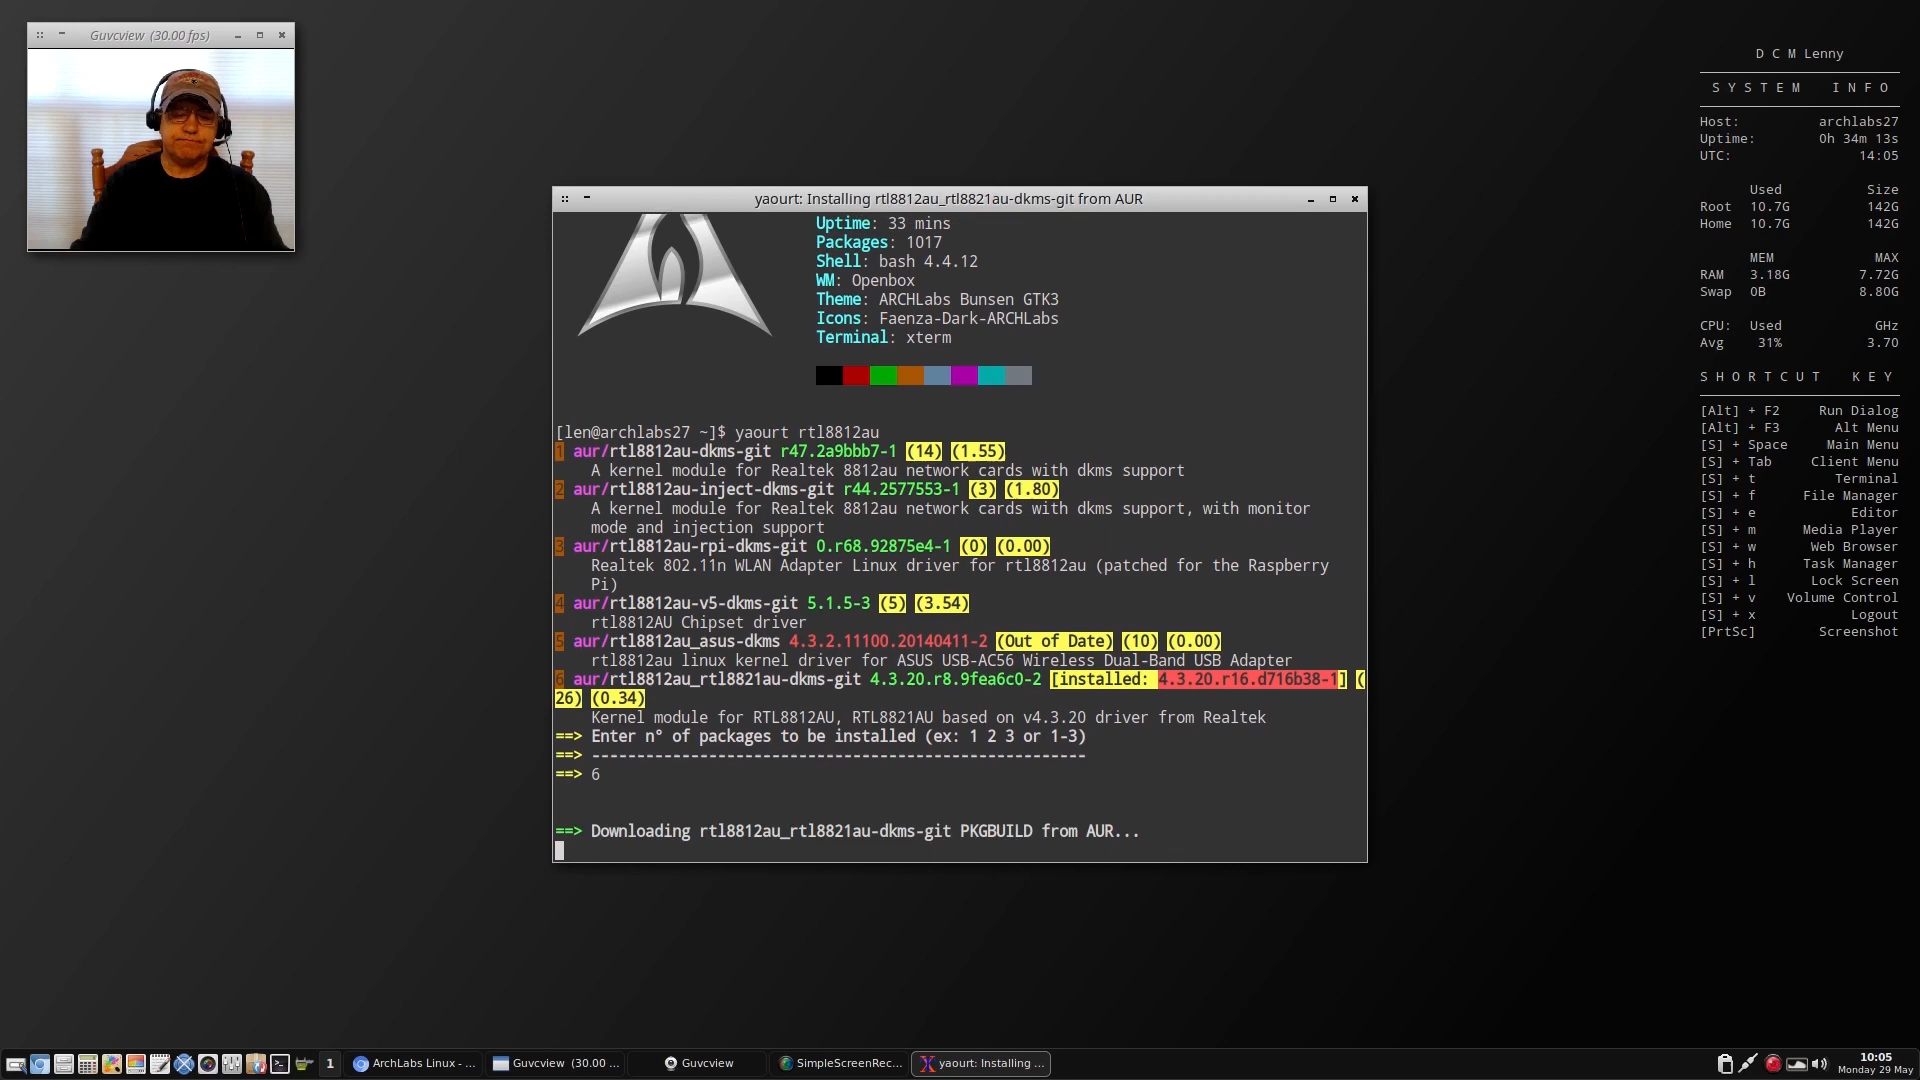 Guvcview (30.00 fps)
D C M Lenny
SYSTEM INFO
Host: archlabs27
Uptime: 0h 34m 13s
UTC: 14:05
Used Size
Root 10.7G 142G
Home 10.7G 142G
MEM MAX
RAM 3.18G 7.72G
Swap 0B 8.80G
CPU: Used GHz
Avg 31% 3.70
SHORTCUT KEY
[Alt] + F2 Run Dialog
[Alt] + F3 Alt Menu
[S] + Space Main Menu
[S] + Tab Client Menu
[S] + t Terminal
[S] + f File Manager
[S] + e Editor
[S] + m Media Player
[S] + w Web Browser
[S] + h Task Manager
[S] + l Lock Screen
[S] + v Volume Control
[S] + x Logout
[PrtSc] Screenshot
yaourt: Installing rtl8812au_rtl8821au-dkms-git from AUR
Uptime: 33 mins
Packages: 1017
Shell: bash 4.4.12
WM: Openbox
Theme: ARCHLabs Bunsen GTK3
Icons: Faenza-Dark-ARCHLabs
Terminal: xterm
[len@archlabs27 ~]$ yaourt rtl8812au
1 aur/rtl8812au-dkms-git r47.2a9bbb7-1 (14) (1.55)
A kernel module for Realtek 8812au network cards with dkms support
2 aur/rtl8812au-inject-dkms-git r44.2577553-1 (3) (1.80)
A kernel module for Realtek 8812au network cards with dkms support, with monitor
mode and injection support
3 aur/rtl8812au-rpi-dkms-git 0.r68.92875e4-1 (0) (0.00)
Realtek 802.11n WLAN Adapter Linux driver for rtl8812au (patched for the Raspberry
Pi)
4 aur/rtl8812au-v5-dkms-git 5.1.5-3 (5) (3.54)
rtl8812AU Chipset driver
5 aur/rtl8812au_asus-dkms 4.3.2.11100.20140411-2 (Out of Date) (10) (0.00)
rtl8812au linux kernel driver for ASUS USB-AC56 Wireless Dual-Band USB Adapter
6 aur/rtl8812au_rtl8821au-dkms-git 4.3.20.r8.9fea6c0-2 [installed: 4.3.20.r16.d716b38-1] (
26) (0.34)
Kernel module for RTL8812AU, RTL8821AU based on v4.3.20 driver from Realtek
==> Enter n° of packages to be installed (ex: 1 2 3 or 1-3)
==> -------------------------------------------------------
==> 6
==> Downloading rtl8812au_rtl8821au-dkms-git PKGBUILD from AUR...
1
ArchLabs Linux - ...
Guvcview (30.00 ...
Guvcview
SimpleScreenRec...
yaourt: Installing ...
10:05
Monday 29 May